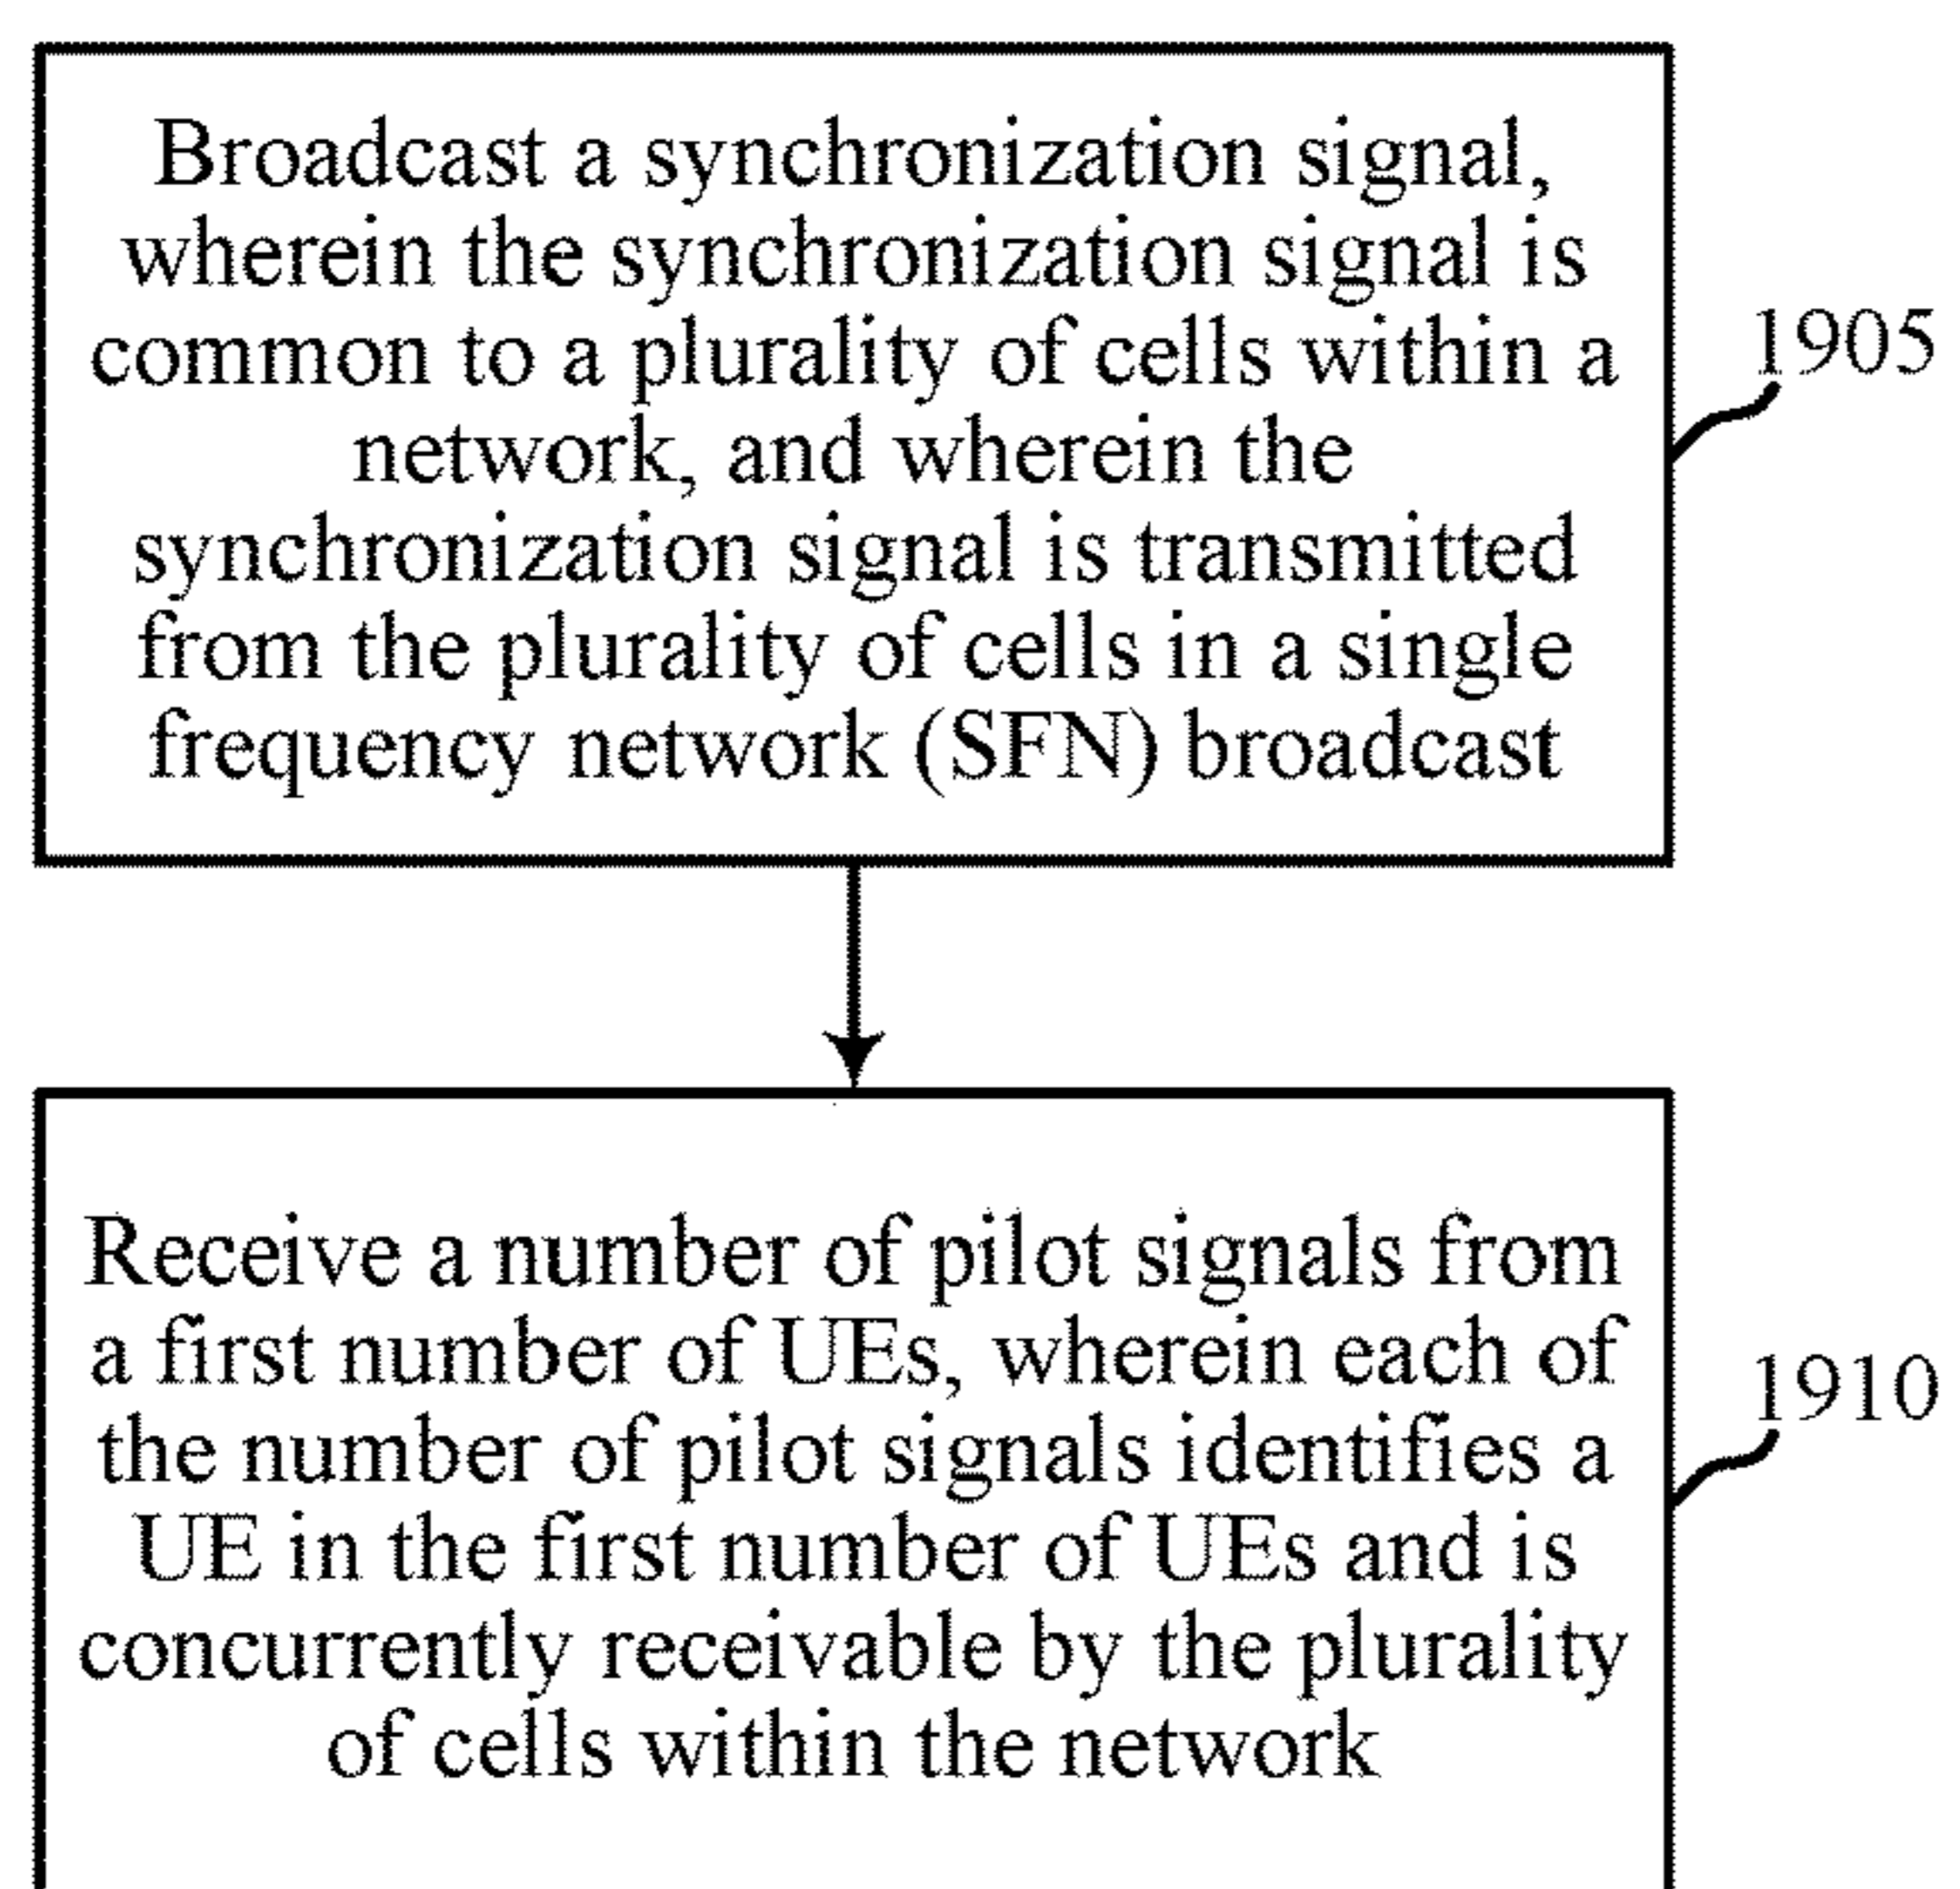 Broadcast a synchronization signal,
wherein the synchronization signal is
common to a plurality of cells within a
network, and wherein the
synchronization signal is transmitted
from the plurality of cells in a single
frequency network (SFN) broadcast
1905
Receive a number of pilot signals from
a first number of UEs, wherein each of
the number of pilot signals identifies a
UE in the first number of UEs and is
concurrently receivable by the plurality
of cells within the network
1910